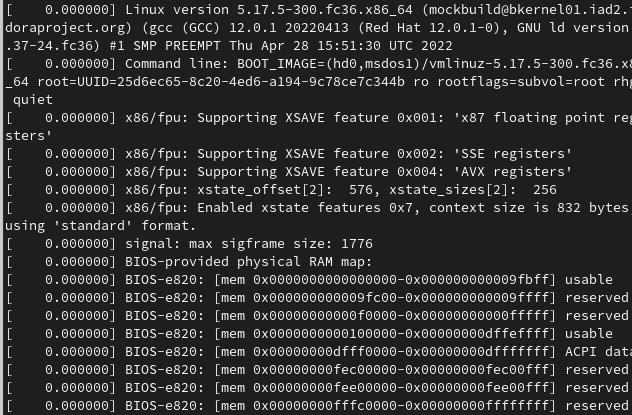 [    0.000000] Linux version 5.17.5-300.fc36.x86_64 (mockbuild@bkernel01.iad2.
doraproject.org) (gcc (GCC) 12.0.1 20220413 (Red Hat 12.0.1-0), GNU ld version
.37-24.fc36) #1 SMP PREEMPT Thu Apr 28 15:51:30 UTC 2022
[    0.000000] Command line: BOOT_IMAGE=(hd0,msdos1)/vmlinuz-5.17.5-300.fc36.x8
_64 root=UUID=25d6ec65-8c20-4ed6-a194-9c78ce7c344b ro rootflags=subvol=root rhg
quiet
[    0.000000] x86/fpu: Supporting XSAVE feature 0x001: 'x87 floating point reg
sters'
[    0.000000] x86/fpu: Supporting XSAVE feature 0x002: 'SSE registers'
[    0.000000] x86/fpu: Supporting XSAVE feature 0x004: 'AVX registers'
[    0.000000] x86/fpu: xstate_offset[2]:  576, xstate_sizes[2]:  256
[    0.000000] x86/fpu: Enabled xstate features 0x7, context size is 832 bytes
using 'standard' format.
[    0.000000] signal: max sigframe size: 1776
[    0.000000] BIOS-provided physical RAM map:
[    0.000000] BIOS-e820: [mem 0x0000000000000000-0x000000000009fbff] usable
[    0.000000] BIOS-e820: [mem 0x000000000009fc00-0x000000000009ffff] reserved
[    0.000000] BIOS-e820: [mem 0x00000000000f0000-0x00000000000fffff] reserved
[    0.000000] BIOS-e820: [mem 0x0000000000100000-0x00000000dffeffff] usable
[    0.000000] BIOS-e820: [mem 0x00000000dfff0000-0x00000000dfffffff] ACPI data
[    0.000000] BIOS-e820: [mem 0x00000000fec00000-0x00000000fec00fff] reserved
[    0.000000] BIOS-e820: [mem 0x00000000fee00000-0x00000000fee00fff] reserved
[    0.000000] BIOS-e820: [mem 0x00000000fffc0000-0x00000000ffffffff] reserved